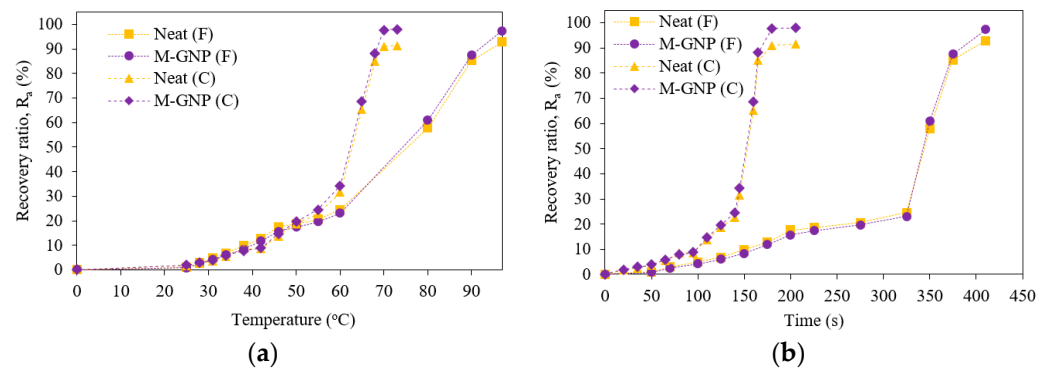 Recovery ratio, Ra (%)
100
90
80
70
60
50
40
30
20
10
0
Neat (F)
M-GNP (F)
Neat (C)
M-GNP (C)
0 10 20 30 40 50 60 70 80 90
Temperature (°C)
(a)
Recovery ratio, Ra (%)
100
90
80
70
60
50
40
30
20
10
0
Neat (F)
M-GNP (F)
Neat (C)
M-GNP (C)
0 50 100 150 200 250 300 350 400 450
Time (s)
(b)